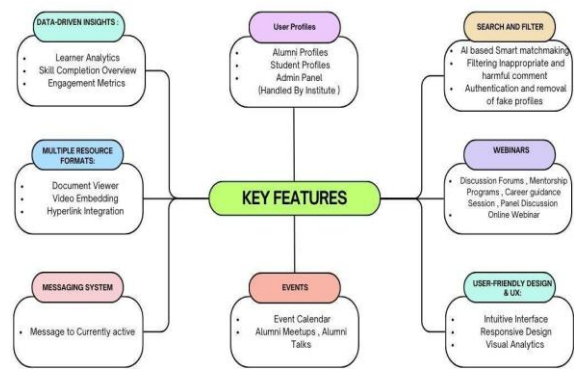 DATA-DRIVEN INSIGHTS :
Learner Analytics
Skill Completion Overview
Engagement Metrics
User Profiles
Alumni Profiles
Student Profiles
Admin Panel
(Handled By Institute )
SEARCH AND FILTER
AI based Smart matchmaking
Filtering Inappropriate and
harmful comment
Authentication and removal
of fake profiles
MULTIPLE RESOURCE
FORMATS:
Document Viewer
Video Embedding
Hyperlink Integration
KEY FEATURES
WEBINARS
Discussion Forums , Mentorship
Programs , Career guidance
Session , Panel Discussion
Online Webinar
MESSAGING SYSTEM
Message to Currently active
EVENTS
Event Calendar
Alumni Meetups , Alumni
Talks
USER-FRIENDLY DESIGN
& UX:
Intuitive Interface
Responsive Design
Visual Analytics